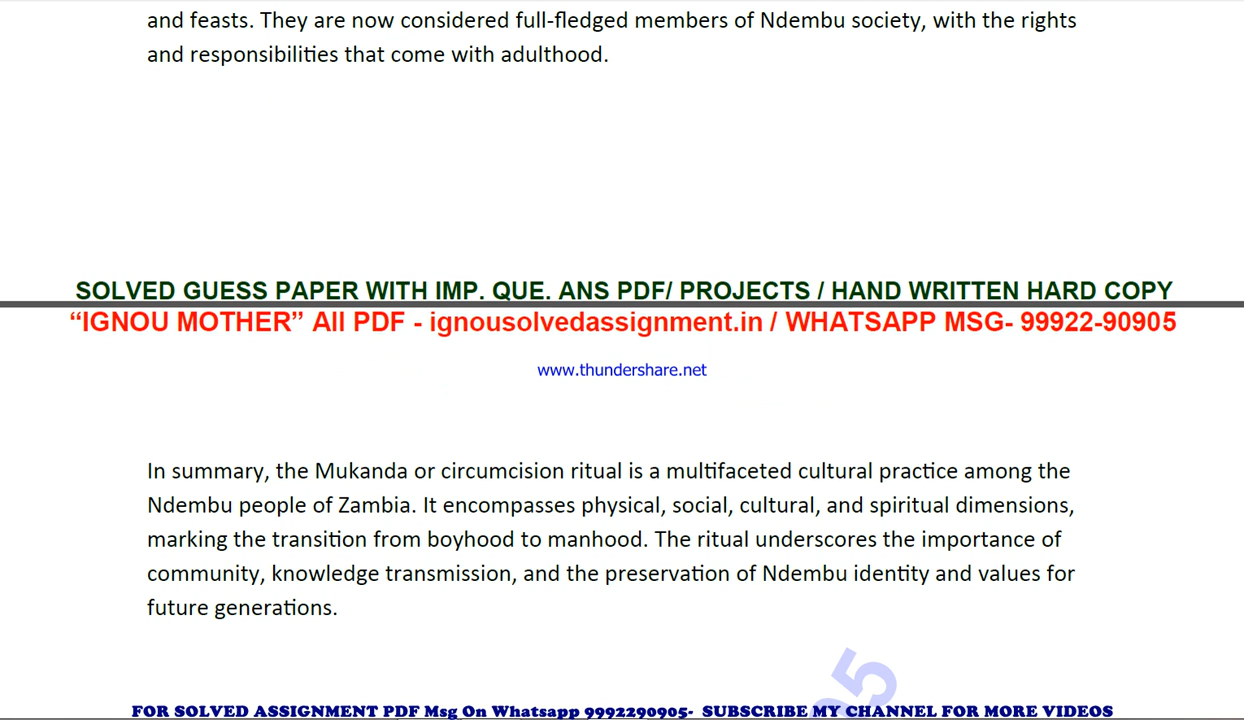 and feasts. They are now considered full-fledged members of Ndembu society, with the rights
and responsibilities that come with adulthood.
SOLVED GUESS PAPER WITH IMP. QUE. ANS PDF/ PROJECTS / HAND WRITTEN HARD COPY
“IGNOU MOTHER” All PDF - ignousolvedassignment.in / WHATSAPP MSG- 99922-90905
www.thundershare.net
In summary, the Mukanda or circumcision ritual is a multifaceted cultural practice among the
Ndembu people of Zambia. It encompasses physical, social, cultural, and spiritual dimensions,
marking the transition from boyhood to manhood. The ritual underscores the importance of
community, knowledge transmission, and the preservation of Ndembu identity and values for
future generations.
FOR SOLVED ASSIGNMENT PDF Msg On Whatsapp 9992290905- SUBSCRIBE MY CHANNEL FOR MORE VIDEOS